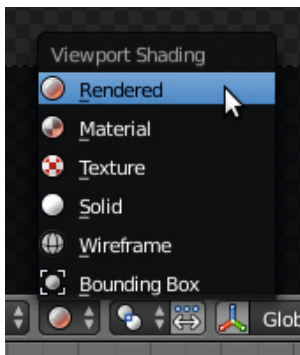 Viewport Shading
Rendered
Material
Texture
Solid
Wireframe
Bounding Box
Glob